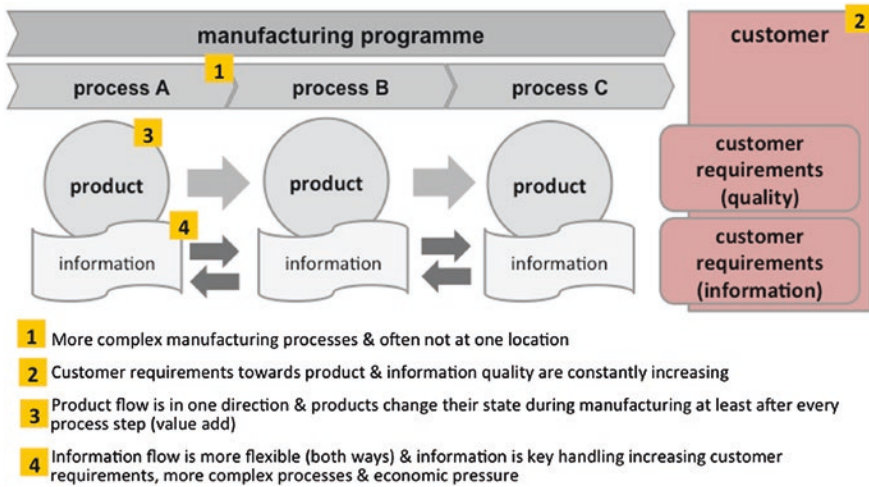 manufacturing programme
customer
2
process A
1
process B
process C
3
product
product
product
customer
requirements
(quality)
4
information
information
information
customer
requirements
(information)
1 More complex manufacturing processes & often not at one location
2 Customer requirements towards product & information quality are constantly increasing
3 Product flow is in one direction & products change their state during manufacturing at least after every
process step (value add)
4 Information flow is more flexible (both ways) & information is key handling increasing customer
requirements, more complex processes & economic pressure